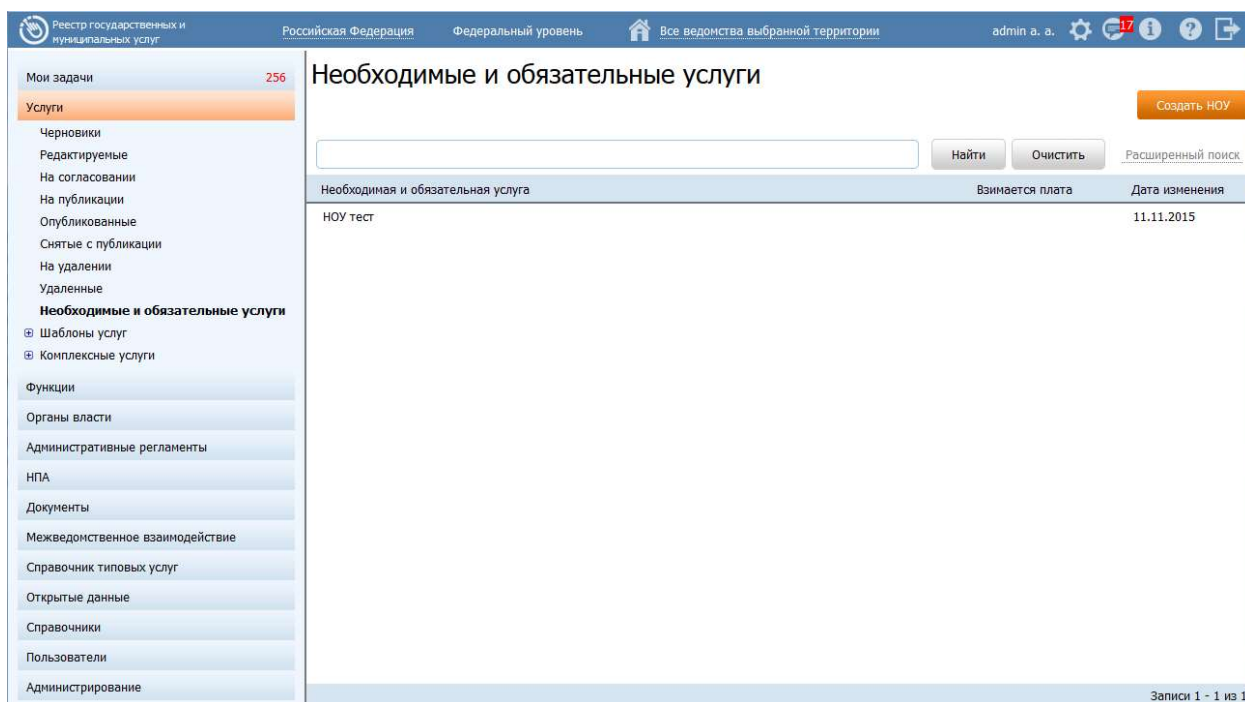 Реестр государственных и
муниципальных услуг
Российская Федерация
Федеральный уровень
Все ведомства выбранной территории
admin a. a.
17
Мои задачи 256
Услуги
Черновики
Редактируемые
На согласовании
На публикации
Опубликованные
Снятые с публикации
На удалении
Удаленные
Необходимые и обязательные услуги
Шаблоны услуг
Комплексные услуги
Функции
Органы власти
Административные регламенты
НПА
Документы
Межведомственное взаимодействие
Справочник типовых услуг
Открытые данные
Справочники
Пользователи
Администрирование
Необходимые и обязательные услуги
Создать НОУ
Найти
Очистить
Расширенный поиск
Необходимая и обязательная услуга Взимается плата Дата изменения
НОУ тест 11.11.2015
Записи 1 - 1 из 1